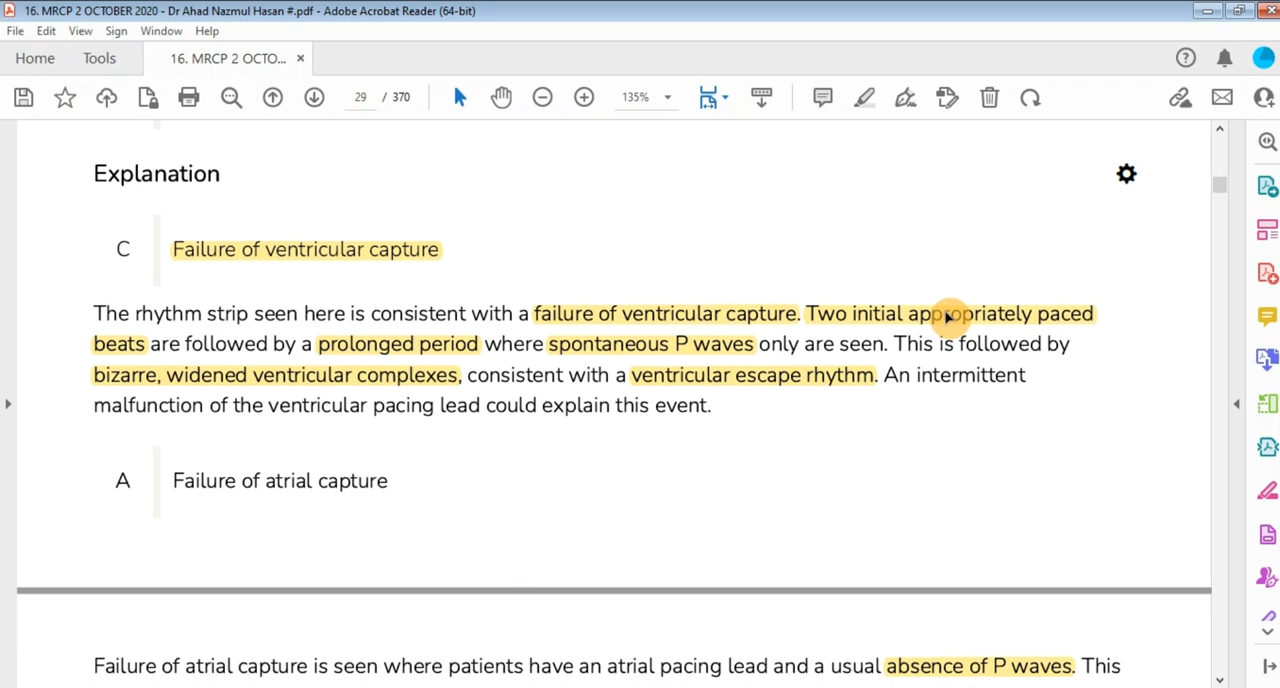 16. MRCP 2 OCTOBER 2020 - Dr Ahad Nazmul Hasan #.pdf - Adobe Acrobat Reader (64-bit)
File Edit View Sign Window Help
Home Tools 16. MRCP 2 OCTO... ×
29 / 370 135%
Explanation
C Failure of ventricular capture
The rhythm strip seen here is consistent with a failure of ventricular capture. Two initial appropriately paced
beats are followed by a prolonged period where spontaneous P waves only are seen. This is followed by
bizarre, widened ventricular complexes, consistent with a ventricular escape rhythm. An intermittent
malfunction of the ventricular pacing lead could explain this event.
A Failure of atrial capture
Failure of atrial capture is seen where patients have an atrial pacing lead and a usual absence of P waves. This